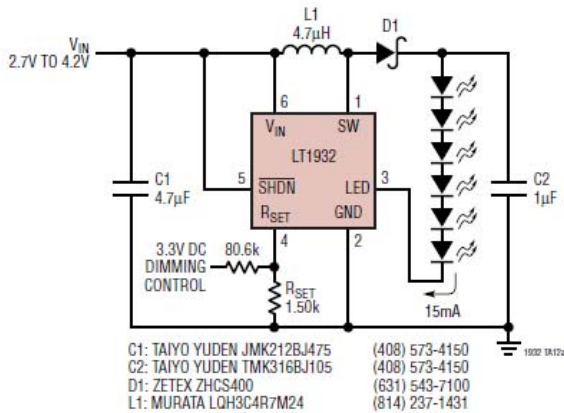 L1
4.7µH
D1
VIN
2.7V TO 4.2V
6
1
VIN
SW
LT1932
C1
4.7µF
5
SHDN
LED
3
C2
1µF
RSET
GND
4
2
3.3V DC
DIMMING
CONTROL
80.6k
RSET
1.50k
15mA
1932 TA12a
C1: TAIYO YUDEN JMK212BJ475 (408) 573-4150
C2: TAIYO YUDEN TMK316BJ105 (408) 573-4150
D1: ZETEX ZHCS400 (631) 543-7100
L1: MURATA LQH3C4R7M24 (814) 237-1431